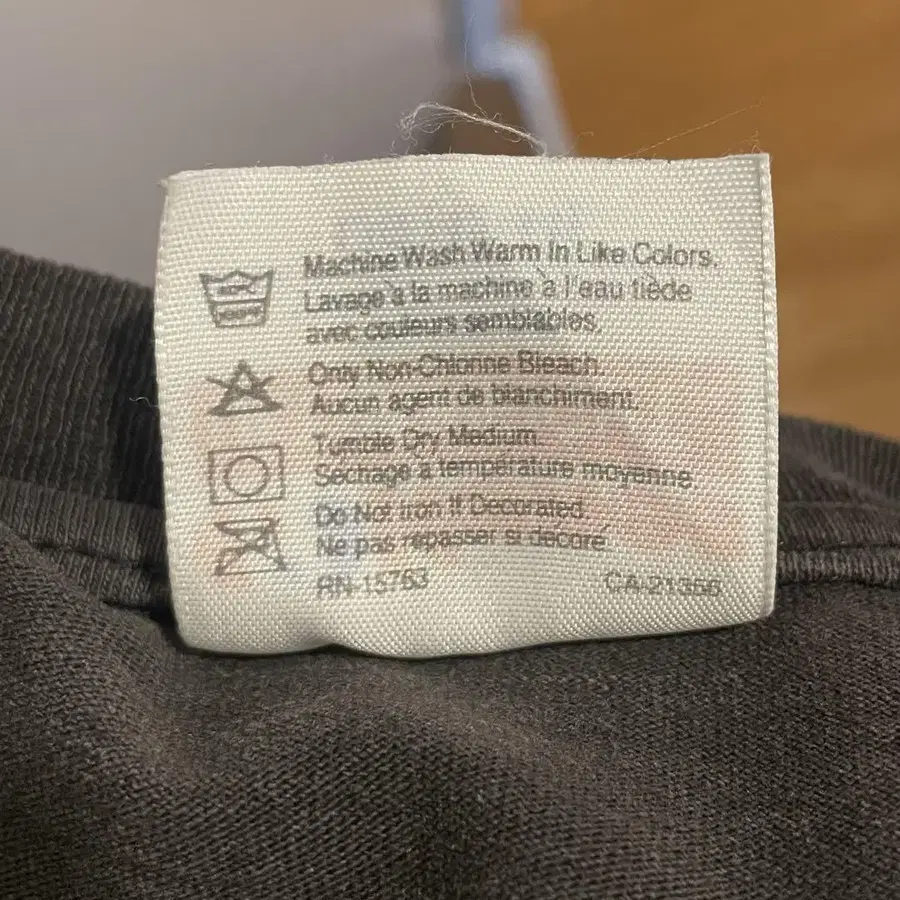 Machine Wash Warm In Like Colors.
Lavage à la machine à l'eau tiède
avec couleurs semblables.
Only Non-Chlorine Bleach.
Aucun agent de blanchiment.
Tumble Dry Medium.
Séchage a température moyenne
Do Not Iron If Decorated.
Ne pas repasser si décoré
RN-15763 CA-21356